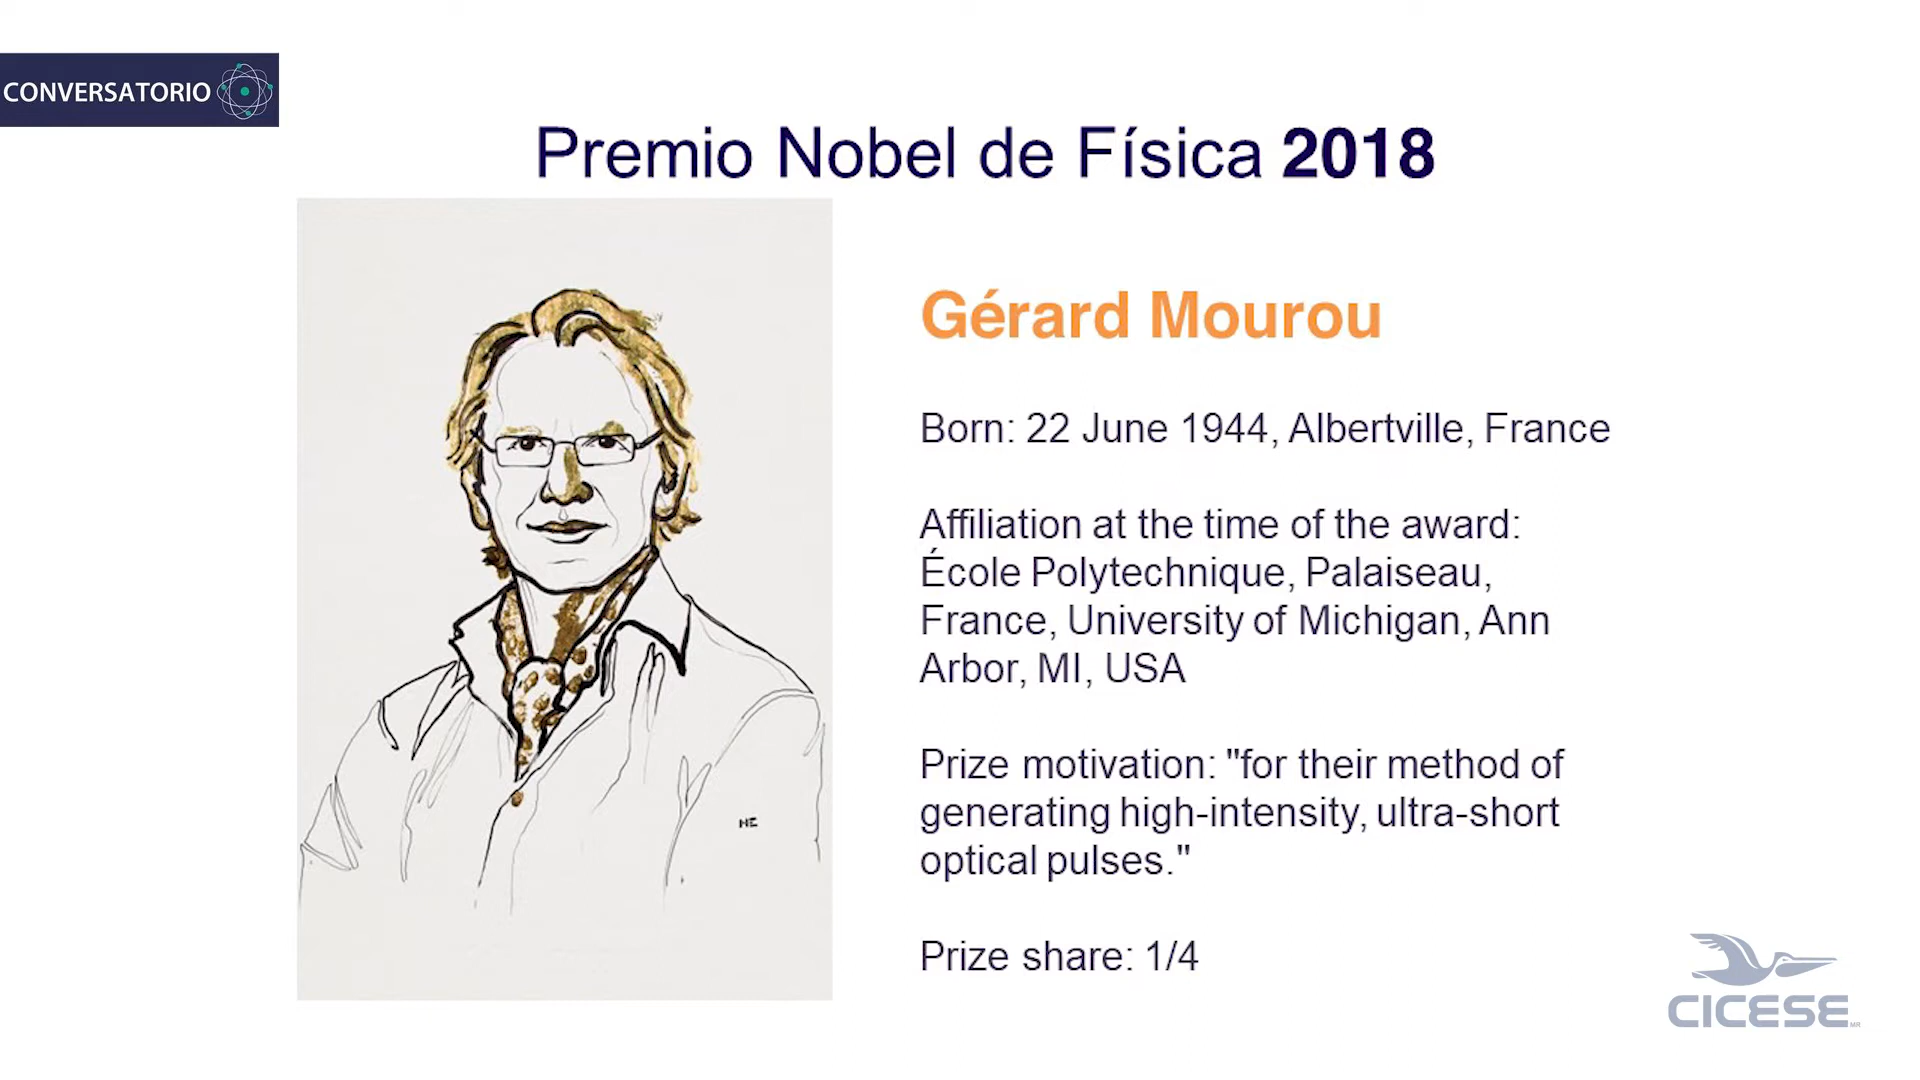 CONVERSATORIO
Premio Nobel de Física 2018
Gérard Mourou
Born: 22 June 1944, Albertville, France
Affiliation at the time of the award:
École Polytechnique, Palaiseau,
France, University of Michigan, Ann
Arbor, MI, USA
Prize motivation: "for their method of
generating high-intensity, ultra-short
optical pulses."
Prize share: 1/4
NE
CICESE MR